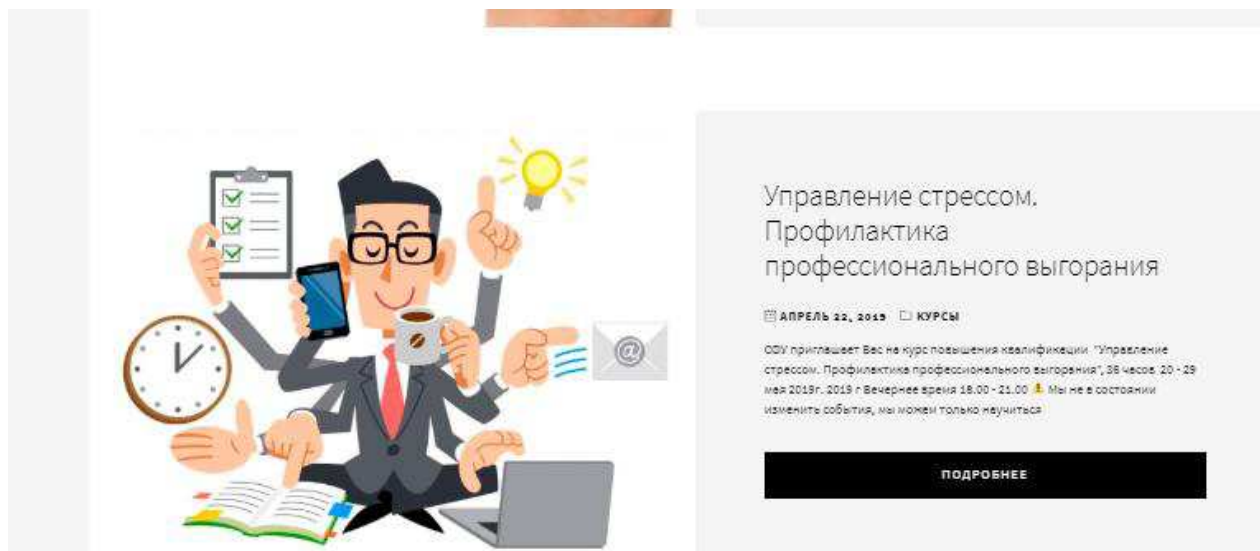 Управление стрессом.
Профилактика
профессионального выгорания
АПРЕЛЬ 22, 2019 КУРСЫ
приглашает Вас на курс повышения квалификации "Управление
стрессом. Профилактика профессионального выгорания", 36 часов. 20 - 29
мая 2019г. 2019 г Вечернее время 18.00 - 21.00 Мы не в состоянии
изменить события, мы можем только научиться
ПОДРОБНЕЕ
@